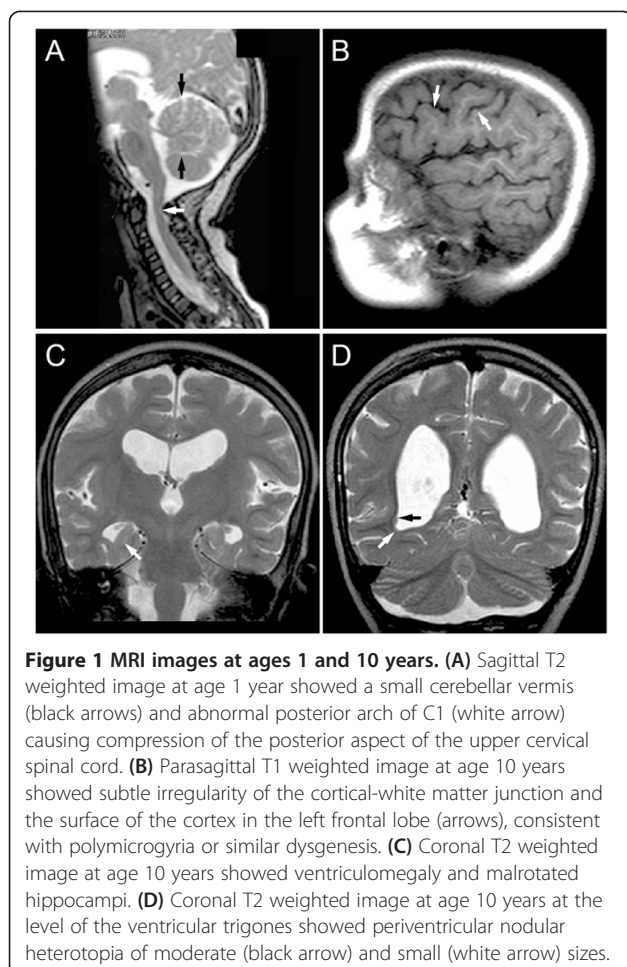 A
B
C
D
Figure 1 MRI images at ages 1 and 10 years. (A) Sagittal T2
weighted image at age 1 year showed a small cerebellar vermis
(black arrows) and abnormal posterior arch of C1 (white arrow)
causing compression of the posterior aspect of the upper cervical
spinal cord. (B) Parasagittal T1 weighted image at age 10 years
showed subtle irregularity of the cortical-white matter junction and
the surface of the cortex in the left frontal lobe (arrows), consistent
with polymicrogyria or similar dysgenesis. (C) Coronal T2 weighted
image at age 10 years showed ventriculomegaly and malrotated
hippocampi. (D) Coronal T2 weighted image at age 10 years at the
level of the ventricular trigones showed periventricular nodular
heterotopia of moderate (black arrow) and small (white arrow) sizes.